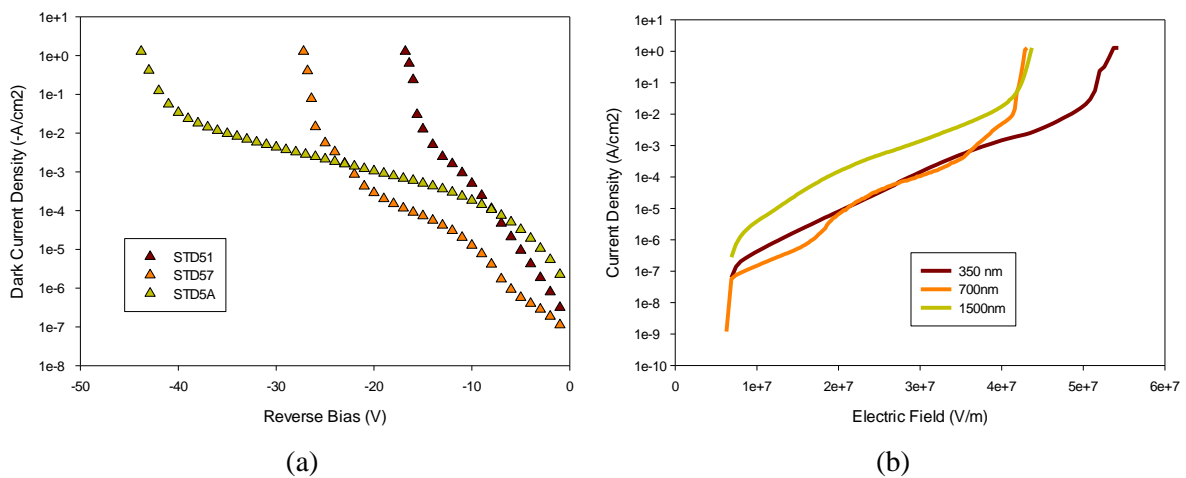 Dark Current Density (-A/cm2)
1e+1
1e+0
1e-1
1e-2
1e-3
1e-4
1e-5
1e-6
1e-7
1e-8
STD51
STD57
STD5A
-50
-40
-30
-20
-10
0
Reverse Bias (V)
(a)
Current Density (A/cm2)
1e+1
1e+0
1e-1
1e-2
1e-3
1e-4
1e-5
1e-6
1e-7
1e-8
1e-9
1e-10
350 nm
700nm
1500nm
0
1e+7
2e+7
3e+7
4e+7
5e+7
6e+7
Electric Field (V/m)
(b)